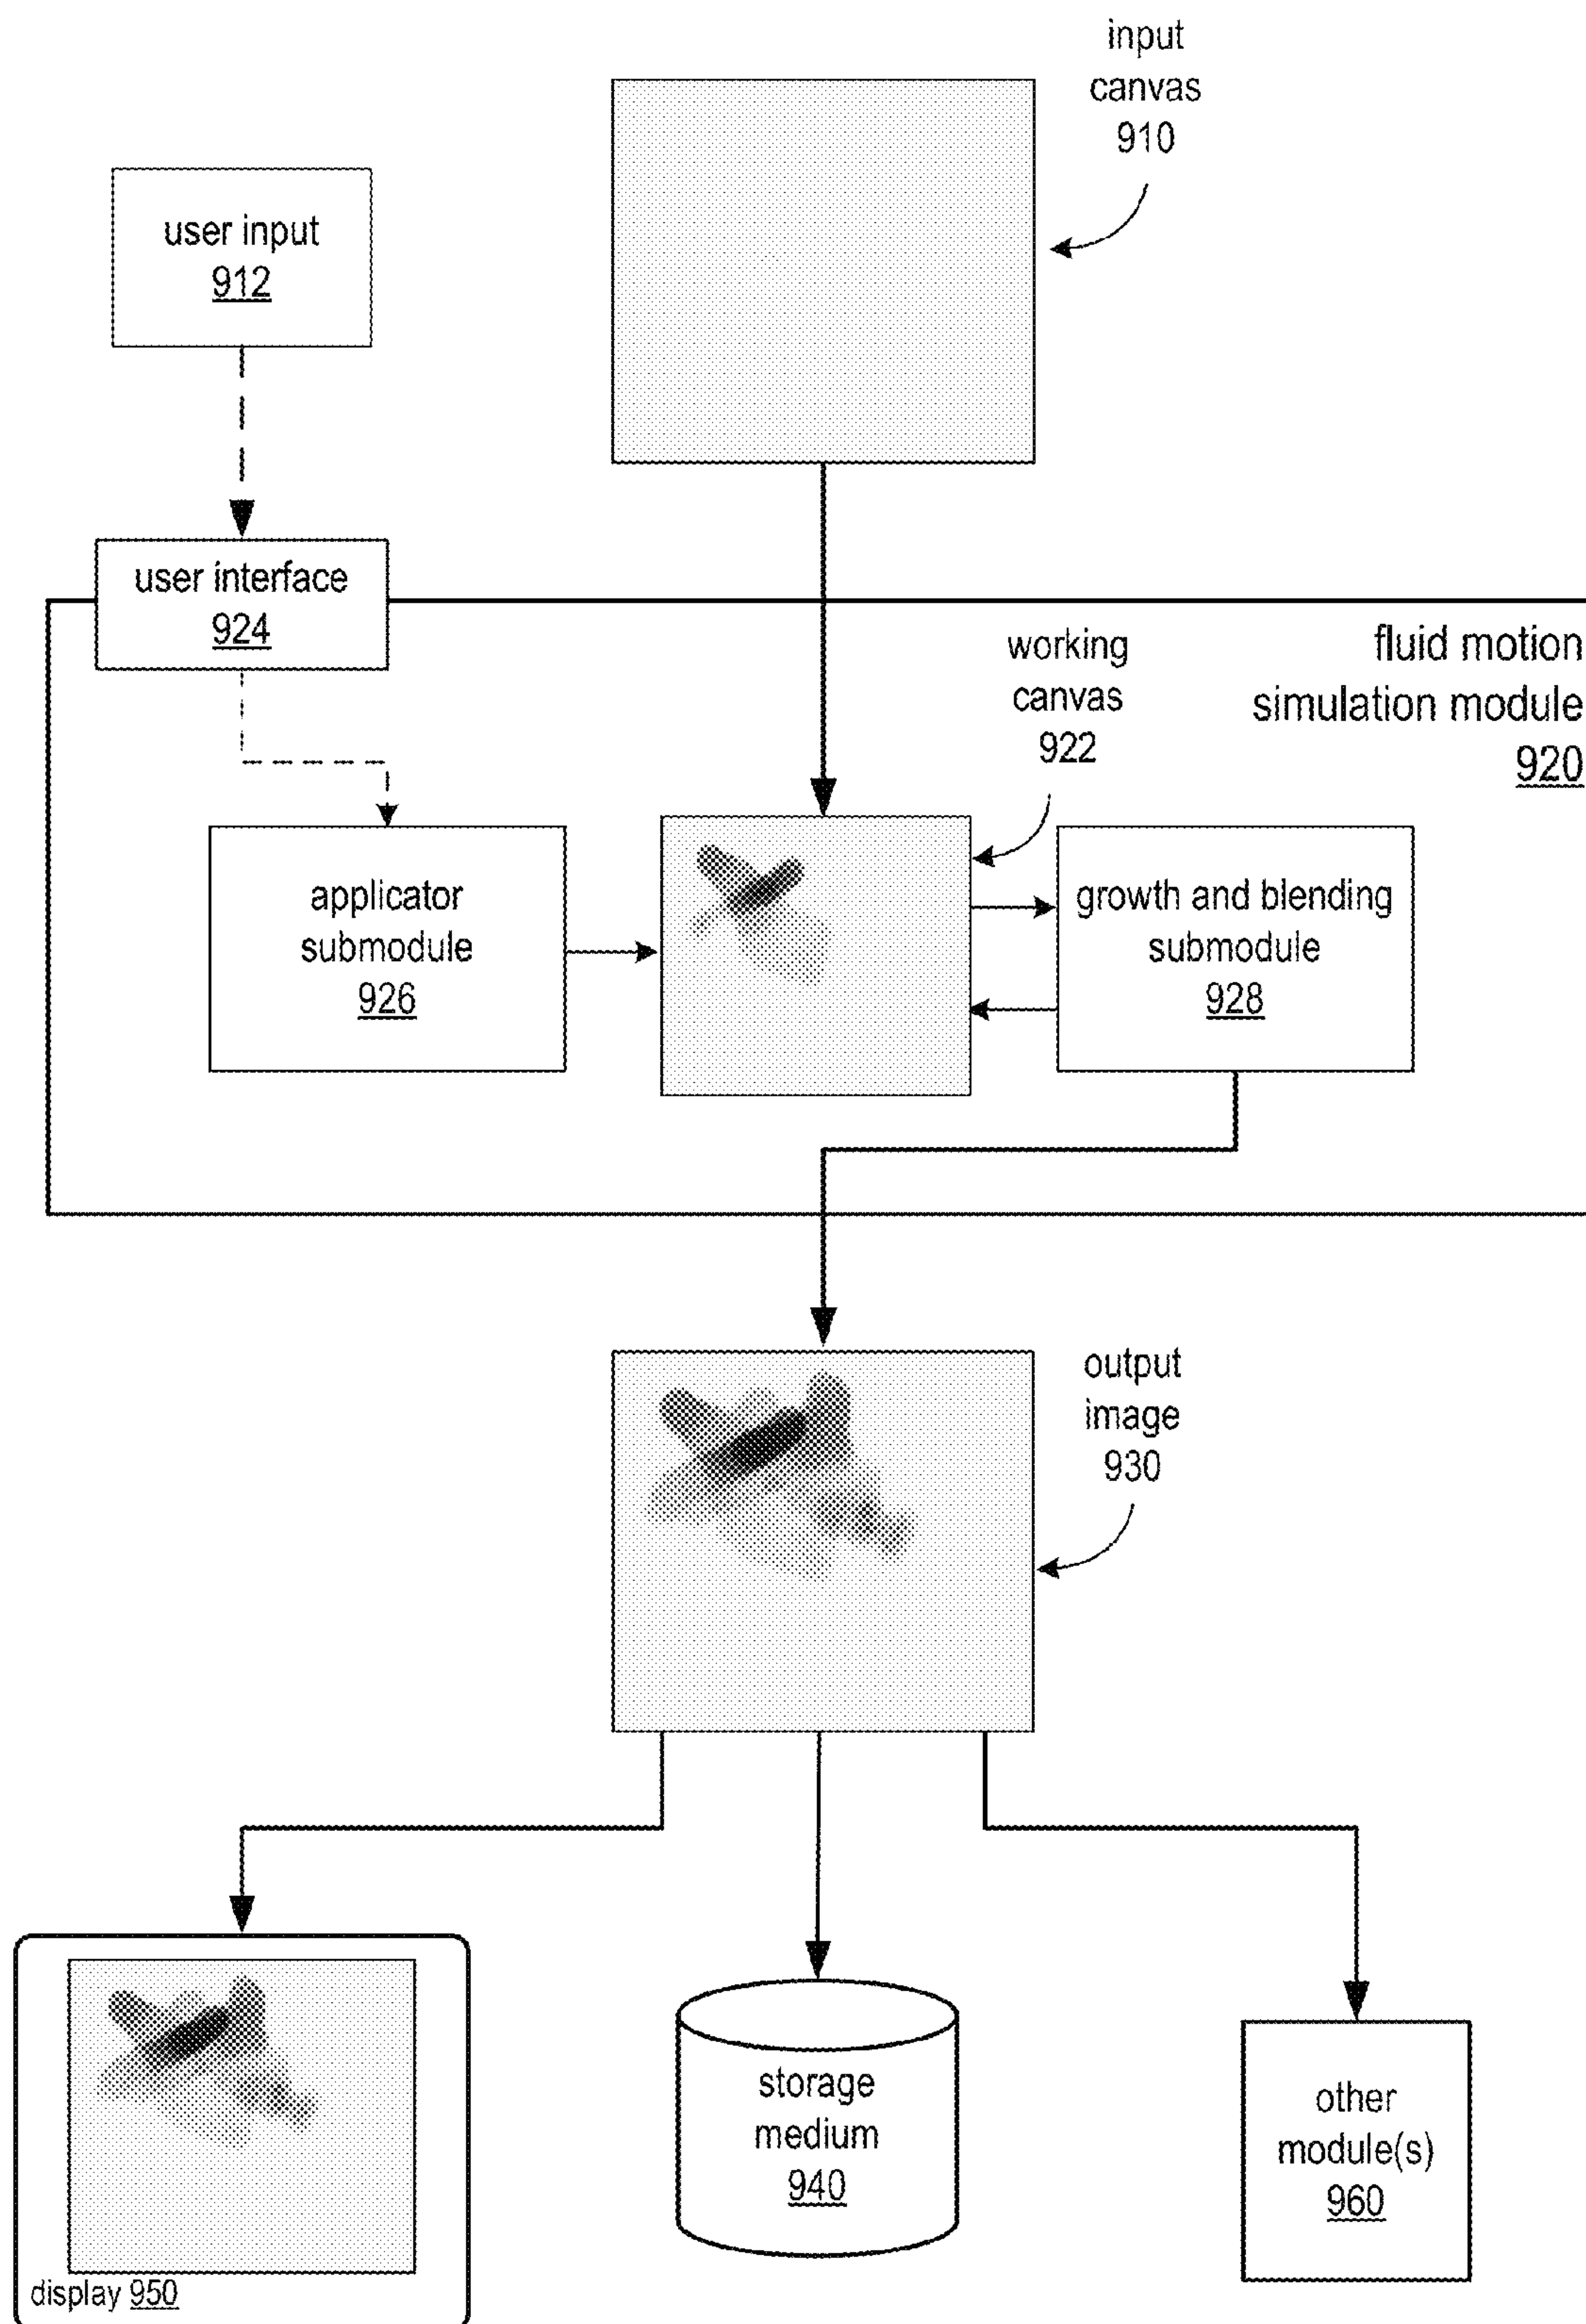 input
canvas
910
user input
912
user interface
924
fluid motion
simulation module
920
working
canvas
922
applicator
submodule
926
growth and blending
submodule
928
output
image
930
storage
medium
940
other
module(s)
960
display 950